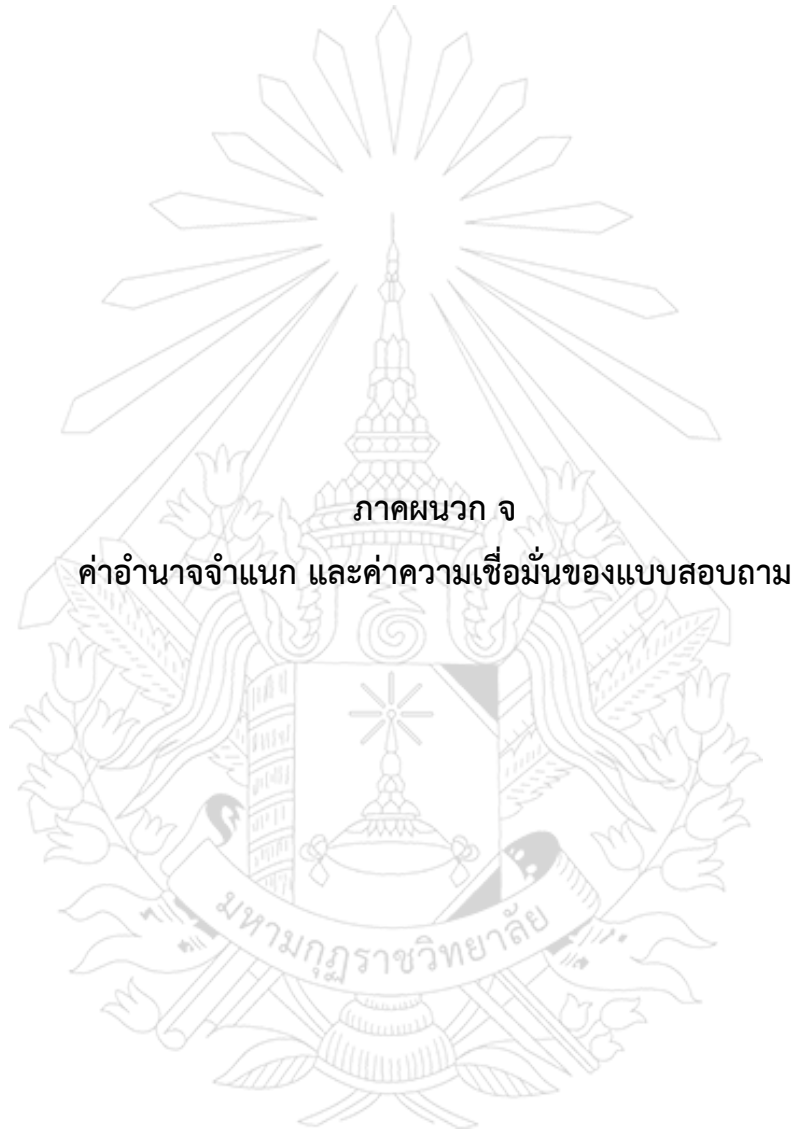 ภาคผนวก จ
ค่าอำนาจจำแนก และค่าความเชื่อมั่นของแบบสอบถาม
มหามกุฏราชวิทยาลัย